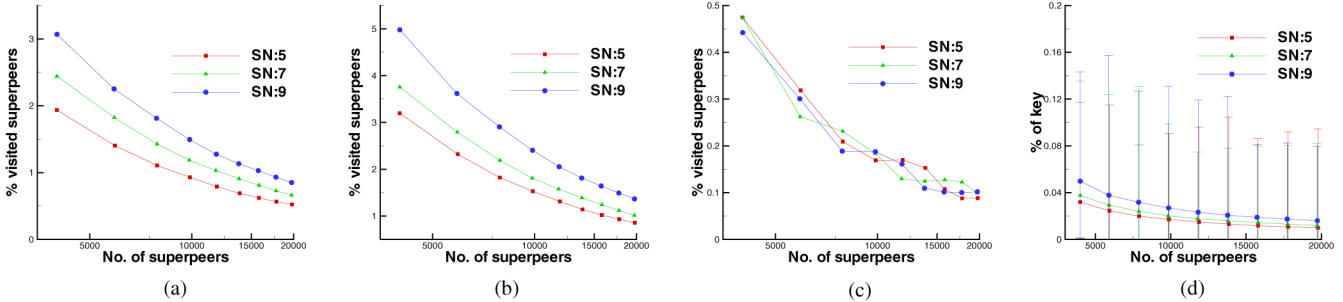 % visited superpeers
3
2
1
0
SN:5
SN:7
SN:9
5000 10000 15000 20000
No. of superpeers
(a)
% visited superpeers
5
4
3
2
1
SN:5
SN:7
SN:9
5000 10000 15000 20000
No. of superpeers
(b)
% visited superpeers
0.5
0.4
0.3
0.2
0.1
0
SN:5
SN:7
SN:9
5000 10000 15000 20000
No. of superpeers
(c)
% of key
0.2
0.16
0.12
0.08
0.04
0
SN:5
SN:7
SN:9
5000 10000 15000 20000
No. of superpeers
(d)